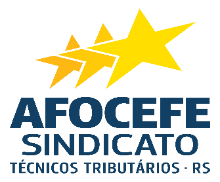 AFOCEFE
SINDICATO
TÉCNICOS TRIBUTÁRIOS · RS